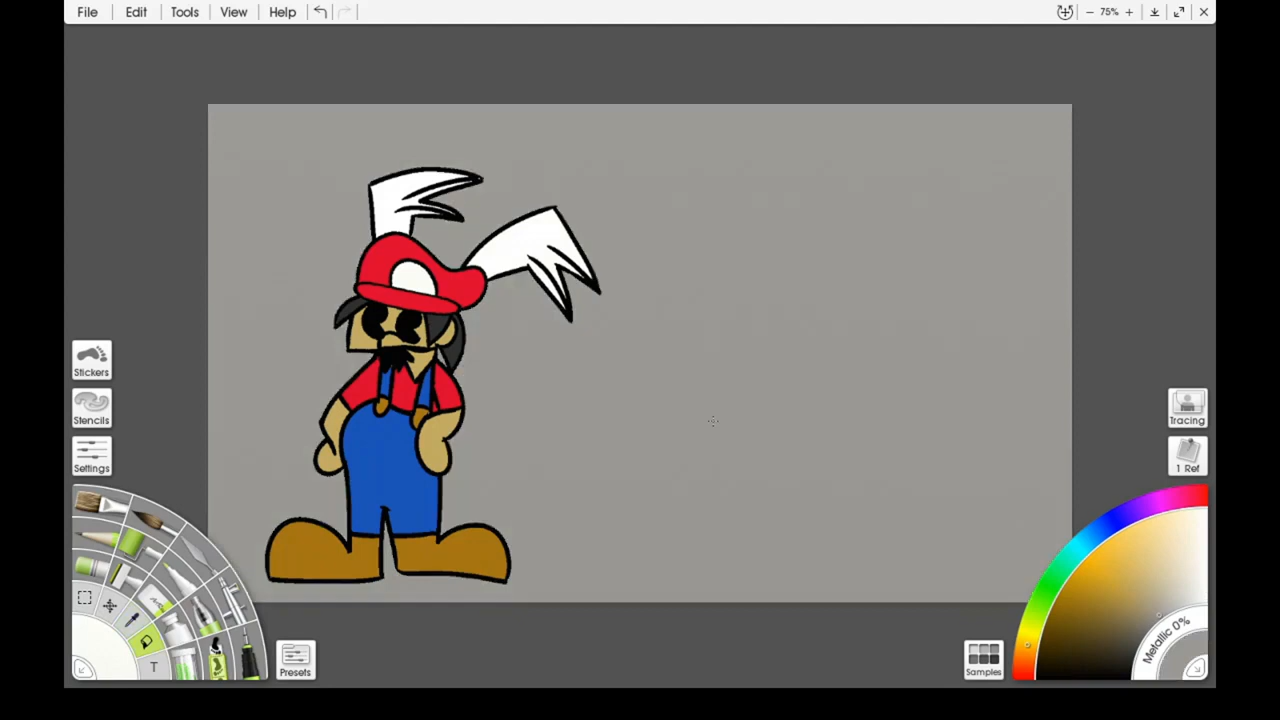 File Edit Tools View Help 75%
Stickers
Stencils
Settings
Tracing
1 Ref
Metallic 0%
T
Presets
Samples